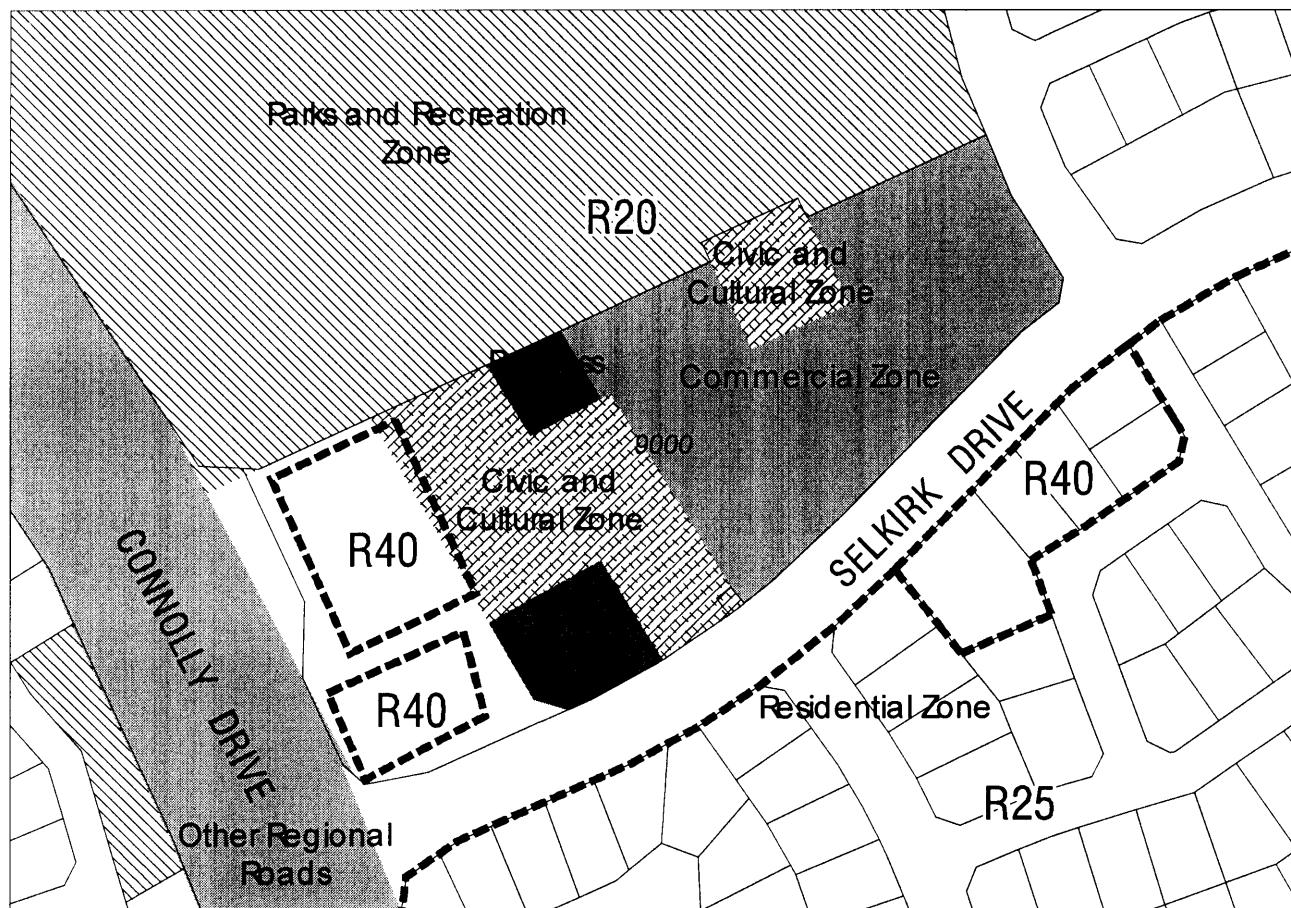 Parks and Recreation
Zone
R20
Civic and
Cultural Zone
Commercial Zone
9000
Civic and
Cultural Zone
R40
R40
R40
SELKIRK DRIVE
CONNOLLY DRIVE
Residential Zone
R25
Other Regional
Roads